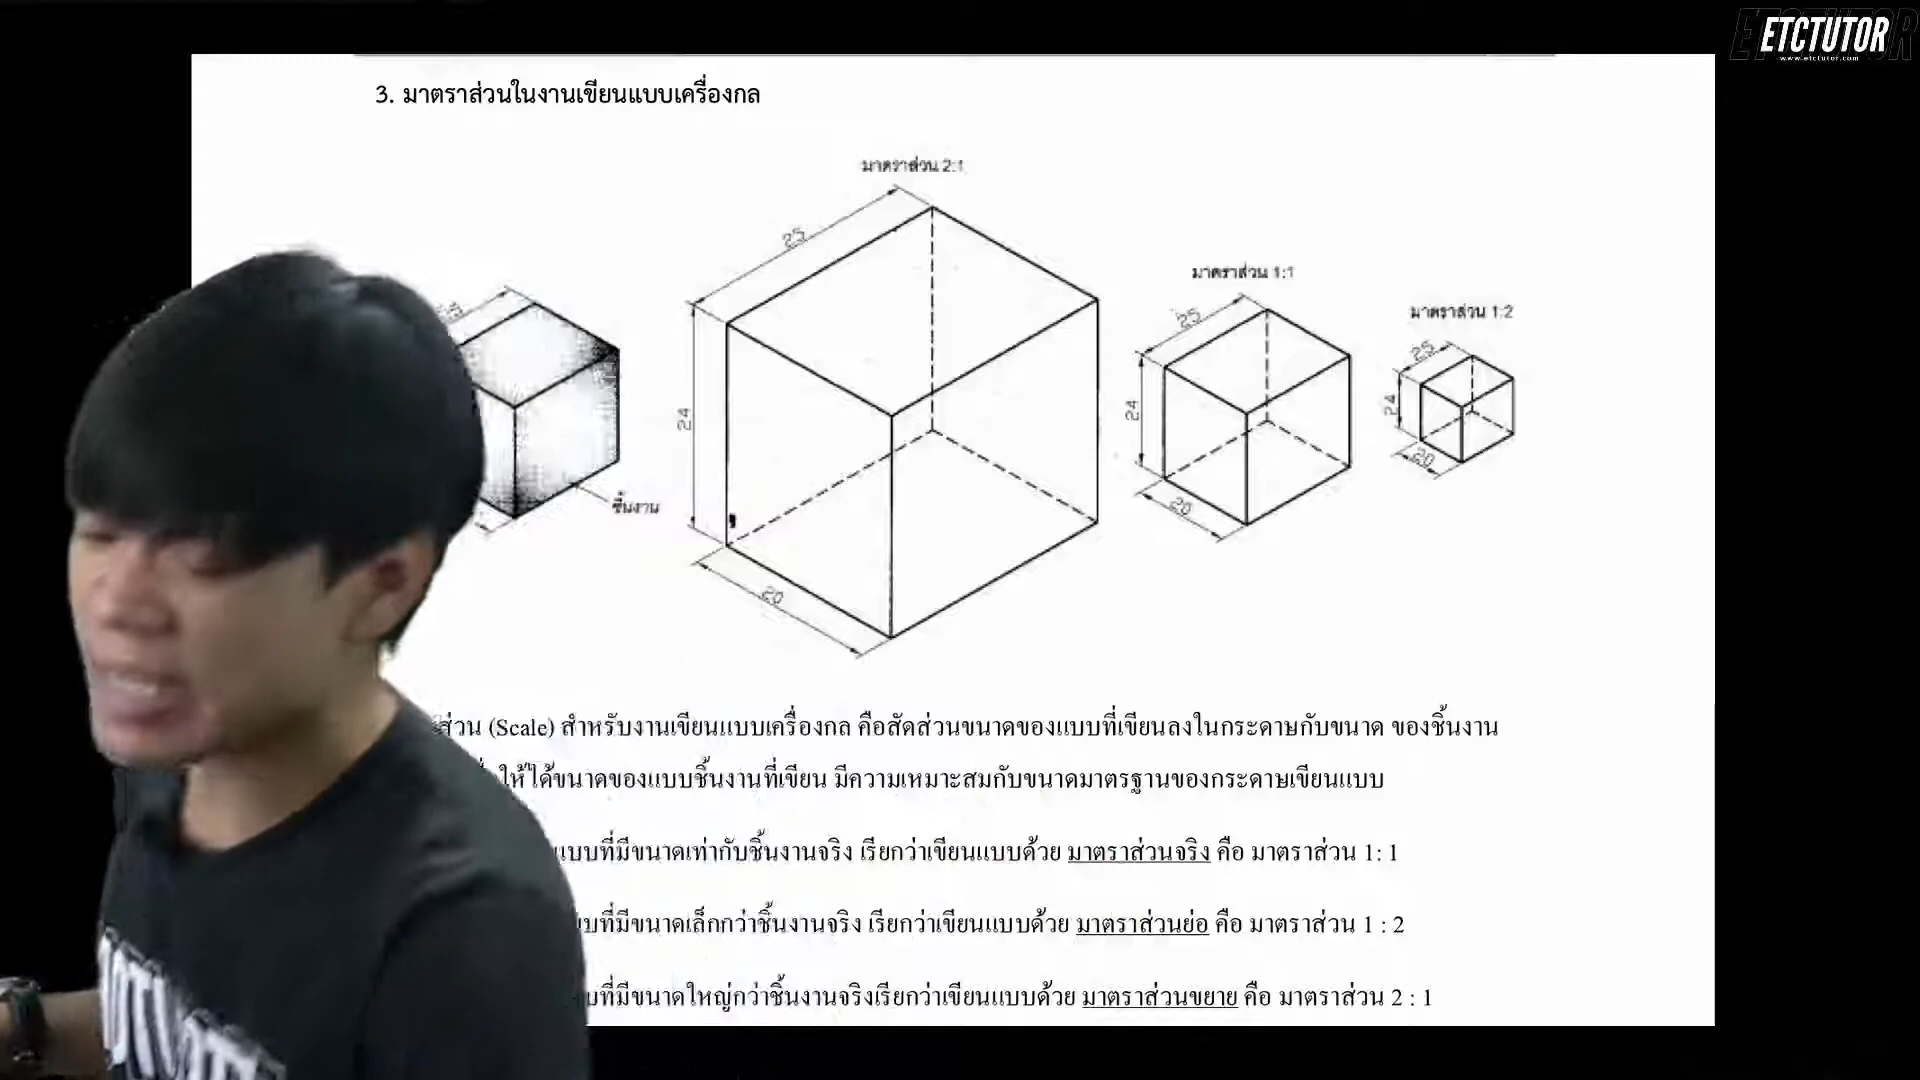 ETCTUTOR
www.etctutor.com
3. มาตราส่วนในงานเขียนแบบเครื่องกล
มาตราส่วน 2:1
25
24
20
มาตราส่วน 1:1
25
24
20
มาตราส่วน 1:2
25
24
20
ชิ้นงาน
ส่วน (Scale) สำหรับงานเขียนแบบเครื่องกล คือสัดส่วนขนาดของแบบที่เขียนลงในกระดาษกับขนาด ของชิ้นงาน
ให้ได้ขนาดของแบบชิ้นงานที่เขียน มีความเหมาะสมกับขนาดมาตรฐานของกระดาษเขียนแบบ
แบบที่มีขนาดเท่ากับชิ้นงานจริง เรียกว่าเขียนแบบด้วย มาตราส่วนจริง คือ มาตราส่วน 1: 1
ที่มีขนาดเล็กกว่าชิ้นงานจริง เรียกว่าเขียนแบบด้วย มาตราส่วนย่อ คือ มาตราส่วน 1 : 2
ที่มีขนาดใหญ่กว่าชิ้นงานจริงเรียกว่าเขียนแบบด้วย มาตราส่วนขยาย คือ มาตราส่วน 2 : 1